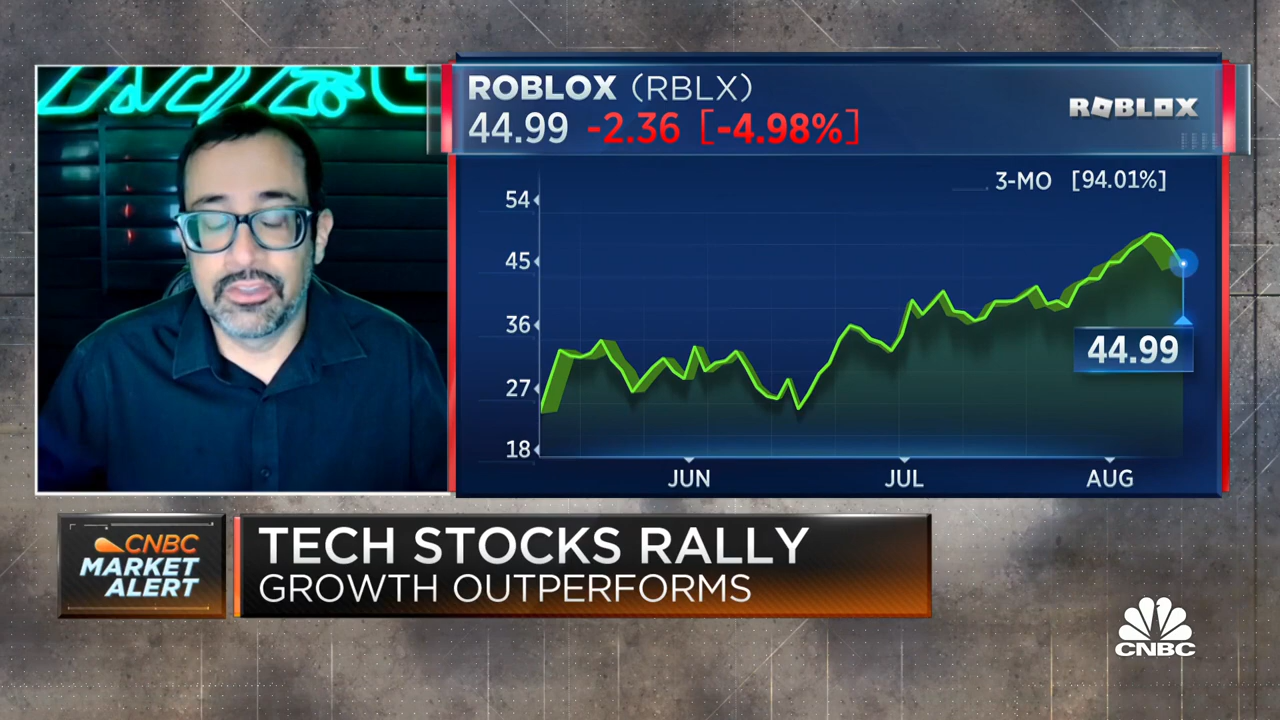 ROBLOX (RBLX)
44.99 -2.36 [-4.98%]
ROBLOX
3-MO [94.01%]
54
45
36
27
18
44.99
JUN JUL AUG
CNBC
MARKET
ALERT
TECH STOCKS RALLY
GROWTH OUTPERFORMS
CNBC